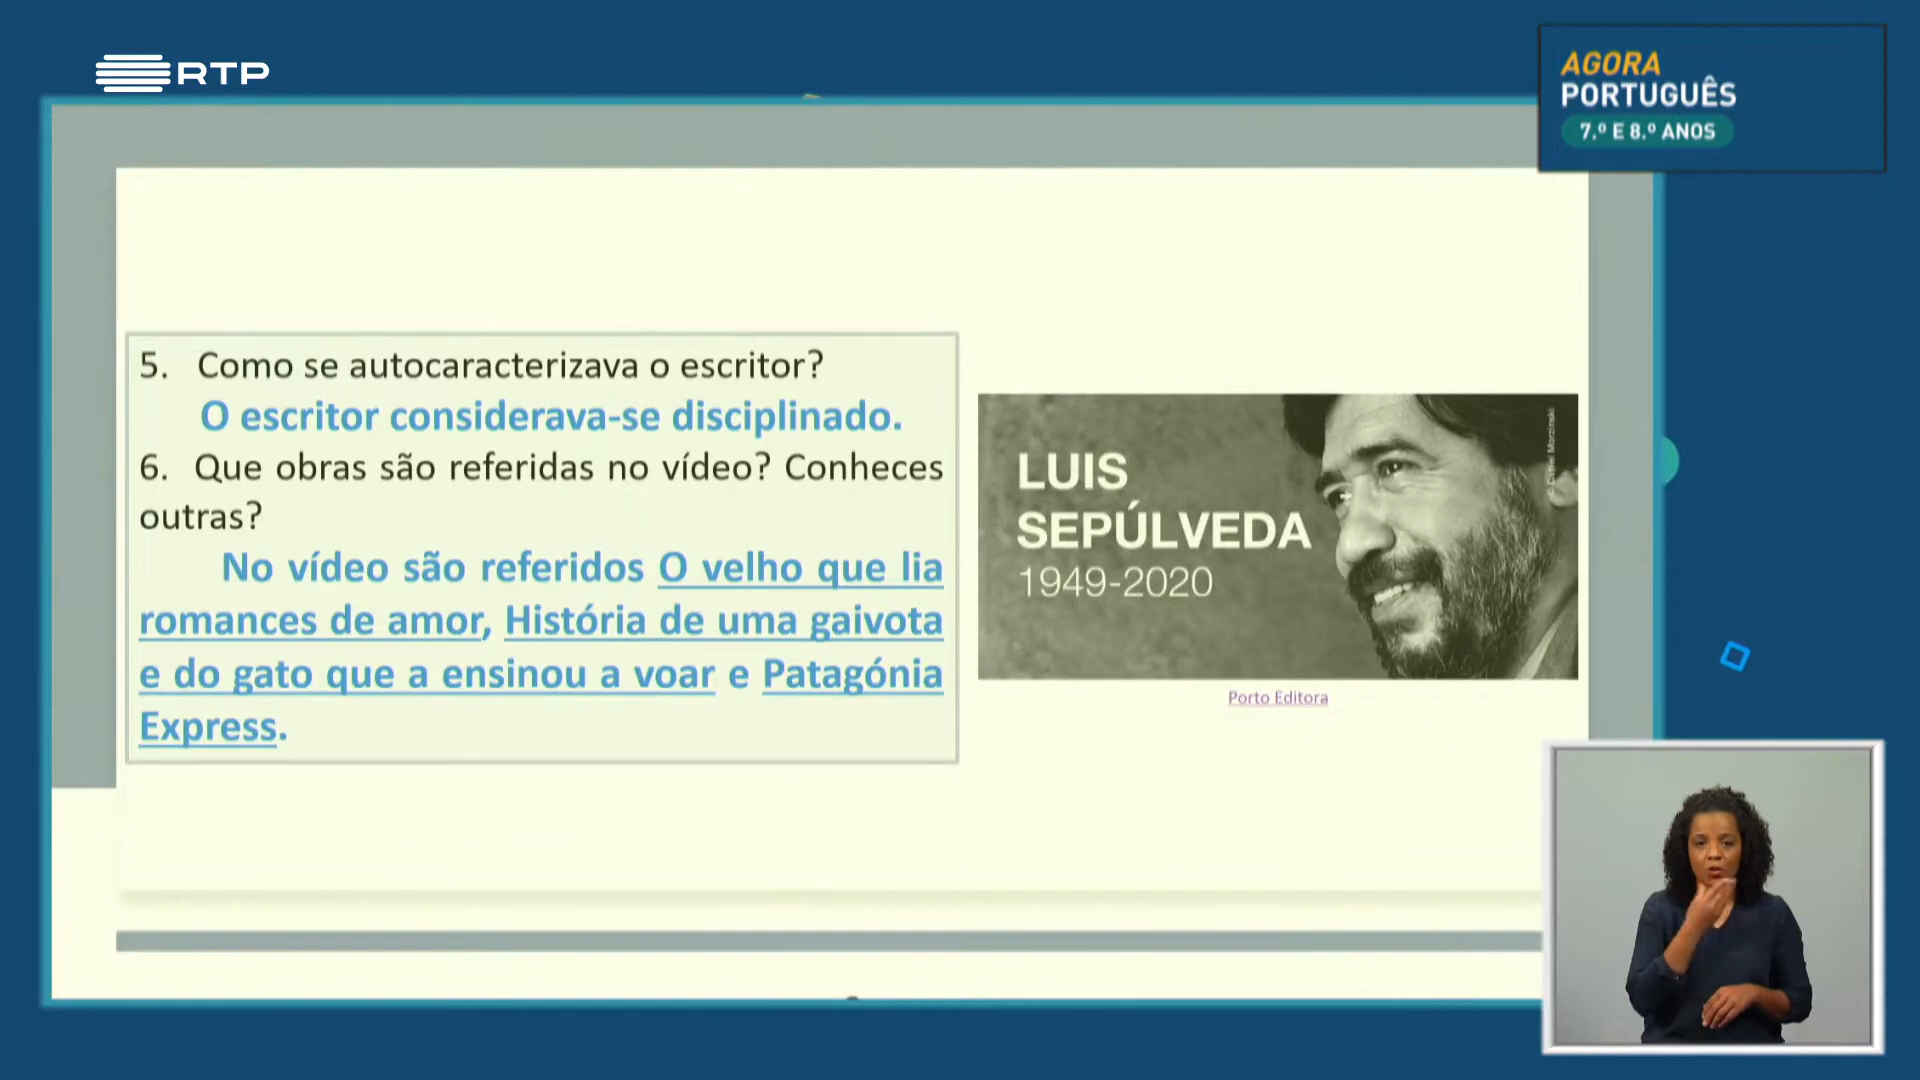 RTP
AGORA
PORTUGUÊS
7.º E 8.º ANOS
5. Como se autocaracterizava o escritor?
O escritor considerava-se disciplinado.
6. Que obras são referidas no vídeo? Conheces
outras?
No vídeo são referidos O velho que lia
romances de amor, História de uma gaivota
e do gato que a ensinou a voar e Patagónia
Express.
LUIS
SEPÚLVEDA
1949-2020
Porto Editora